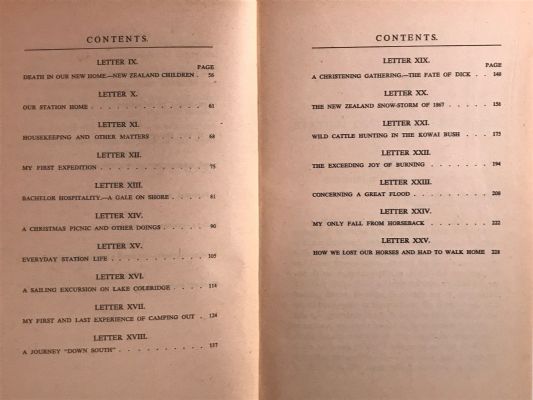 CONTENTS.
LETTER IX.
PAGE
DEATH IN OUR NEW HOME.—NEW ZEALAND CHILDREN . 56
LETTER X.
OUR STATION HOME . . . . . . . . . . . . 61
LETTER XI.
HOUSEKEEPING AND OTHER MATTERS . . . . . . 68
LETTER XII.
MY FIRST EXPEDITION . . . . . . . . . . . 75
LETTER XIII.
BACHELOR HOSPITALITY.—A GALE ON SHORE . . . . 81
LETTER XIV.
A CHRISTMAS PICNIC AND OTHER DOINGS . . . . . 90
LETTER XV.
EVERYDAY STATION LIFE . . . . . . . . . . 105
LETTER XVI.
A SAILING EXCURSION ON LAKE COLERIDGE . . . . 114
LETTER XVII.
MY FIRST AND LAST EXPERIENCE OF CAMPING OUT . 124
LETTER XVIII.
A JOURNEY "DOWN SOUTH" . . . . . . . . . . 137
CONTENTS.
LETTER XIX.
PAGE
A CHRISTENING GATHERING.—THE FATE OF DICK . . 148
LETTER XX.
THE NEW ZEALAND SNOW-STORM OF 1867 . . . . . 158
LETTER XXI.
WILD CATTLE HUNTING IN THE KOWAI BUSH . . . 175
LETTER XXII.
THE EXCEEDING JOY OF BURNING . . . . . . . 194
LETTER XXIII.
CONCERNING A GREAT FLOOD . . . . . . . . . 208
LETTER XXIV.
MY ONLY FALL FROM HORSEBACK . . . . . . . 222
LETTER XXV.
HOW WE LOST OUR HORSES AND HAD TO WALK HOME 228